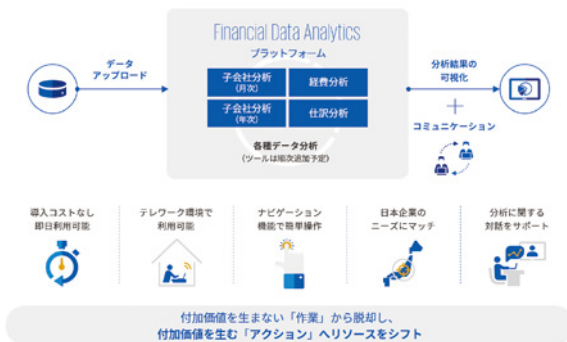 Financial Data Analytics
プラットフォーム
データ
アップロード
子会社分析
(月次)
経費分析
子会社分析
(年次)
仕訳分析
各種データ分析
(ツールは順次追加予定)
分析結果の
可視化
+
コミュニケーション
導入コストなし
即日利用可能
テレワーク環境で
利用可能
ナビゲーション
機能で簡単操作
日本企業の
ニーズにマッチ
分析に関する
対話をサポート
付加価値を生まない「作業」から脱却し、
付加価値を生む「アクション」へリソースをシフト